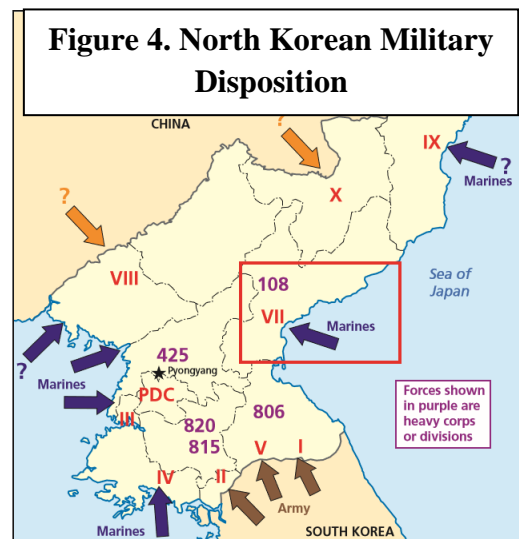 Figure 4. North Korean Military
Disposition
CHINA
?
IX
?
Marines
X
?
VIII
108
Sea of
Japan
VII
Marines
?
425
Pyongyang
Marines
PDC
III
820
815
806
Forces shown
in purple are
heavy corps
or divisions
V
I
IV
II
Army
Marines
SOUTH KOREA